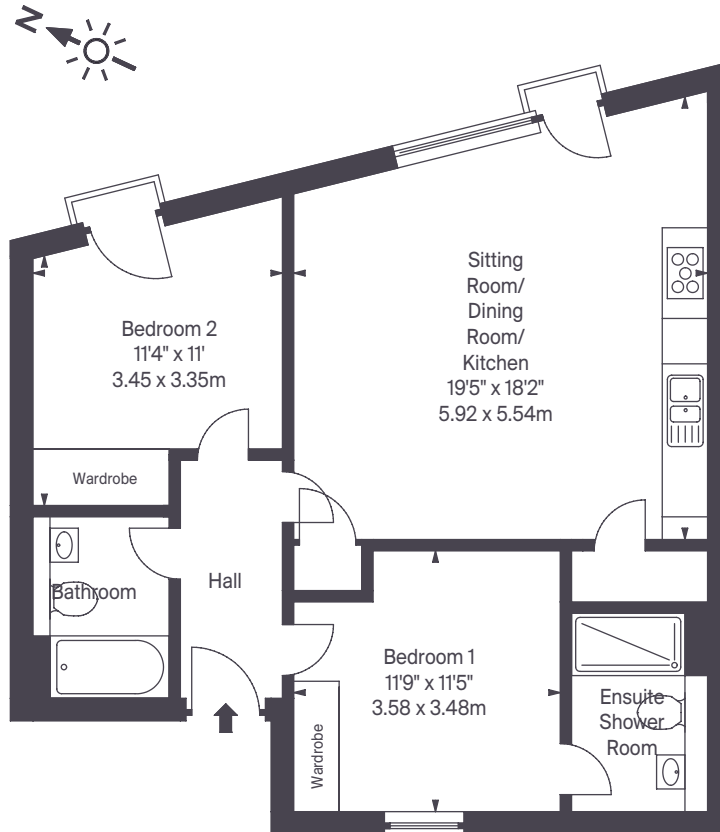 N
Sitting
Room/
Dining
Room/
Kitchen
19'5" x 18'2"
5.92 x 5.54m
Bedroom 2
11'4" x 11'
3.45 x 3.35m
Wardrobe
Bathroom
Hall
Bedroom 1
11'9" x 11'5"
3.58 x 3.48m
Wardrobe
Ensuite
Shower
Room